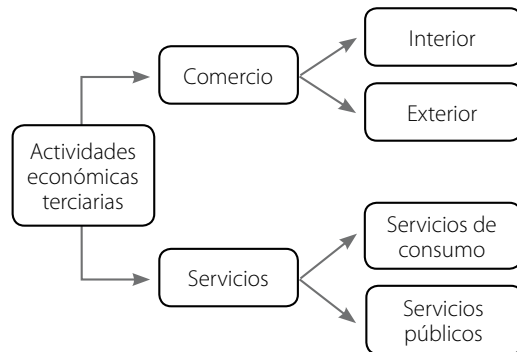 Actividades
económicas
terciarias
Comercio
Interior
Exterior
Servicios
Servicios de
consumo
Servicios
públicos